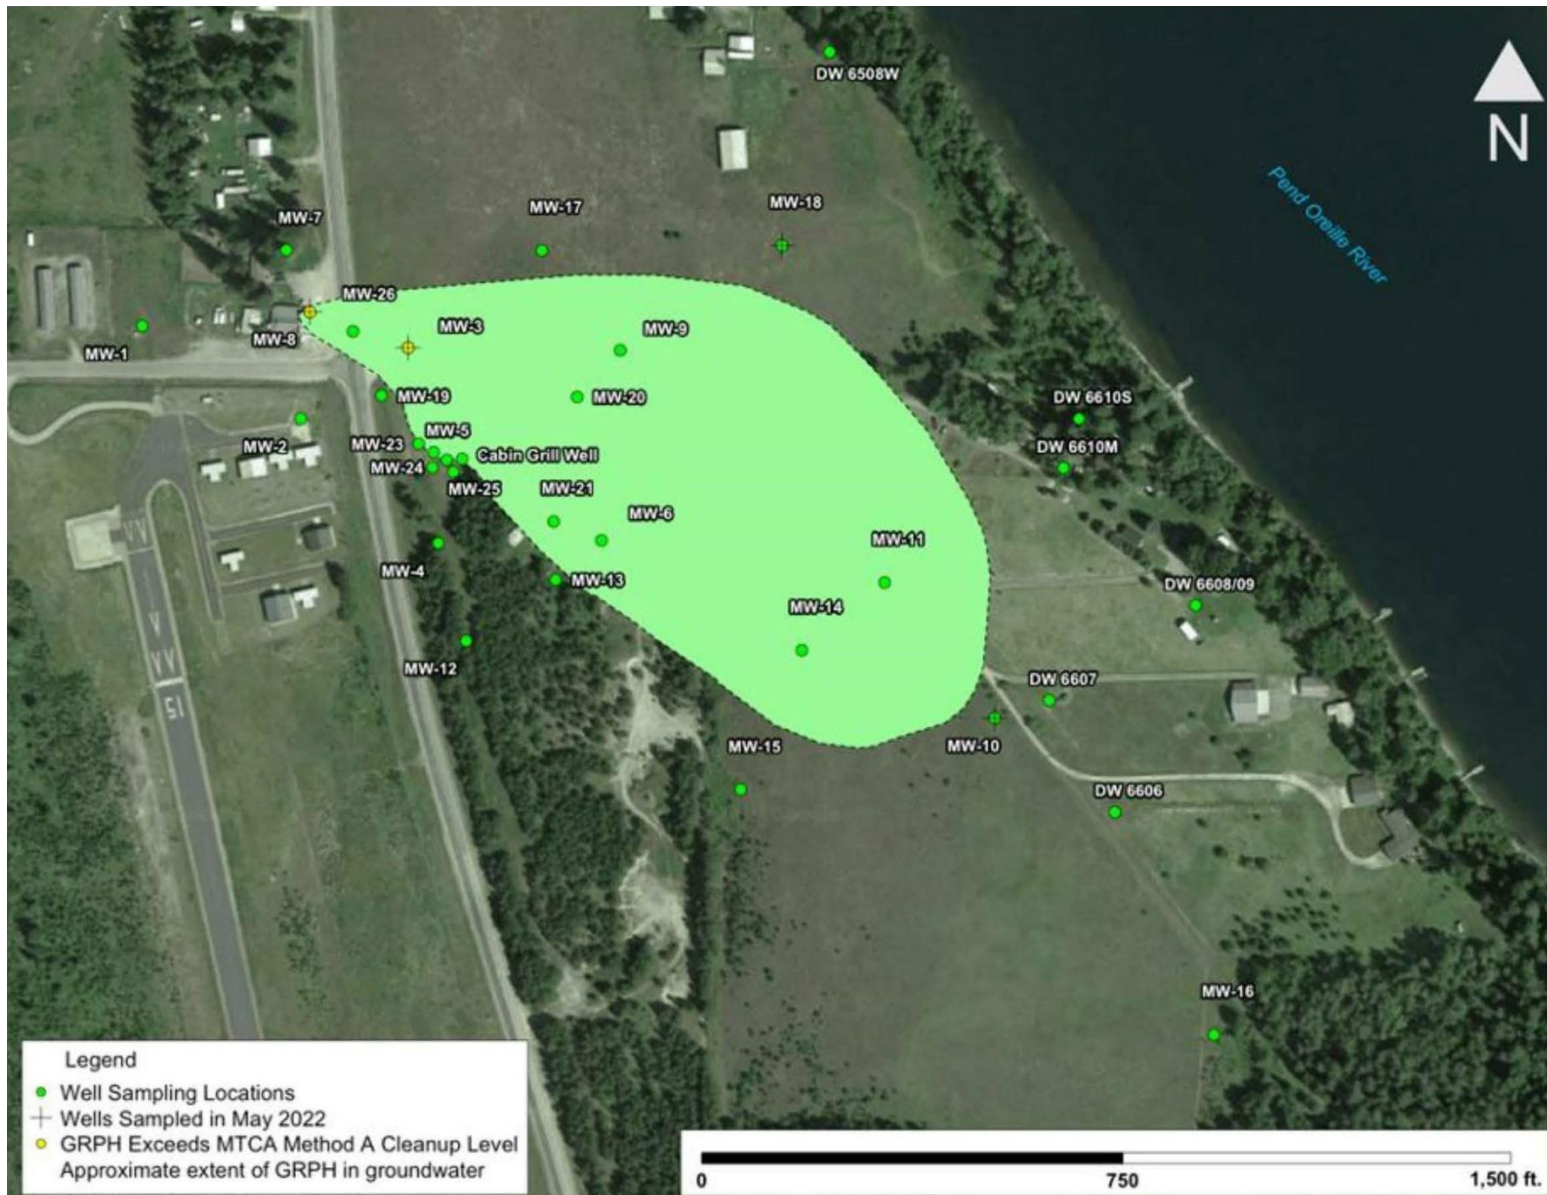 DW 6508W
N
Pend Oreille River
MW-7
MW-17
MW-18
MW-26
MW-8
MW-3
MW-9
MW-1
MW-19
MW-20
DW 6610S
MW-2
MW-23
MW-5
DW 6610M
MW-24
Cabin Grill Well
MW-25
MW-21
MW-6
MW-4
MW-13
MW-11
DW 6608/09
MW-14
MW-12
DW 6607
15
MW-15
MW-10
DW 6606
MW-16
Legend
Well Sampling Locations
Wells Sampled in May 2022
GRPH Exceeds MTCA Method A Cleanup Level
Approximate extent of GRPH in groundwater
0
750
1,500 ft.